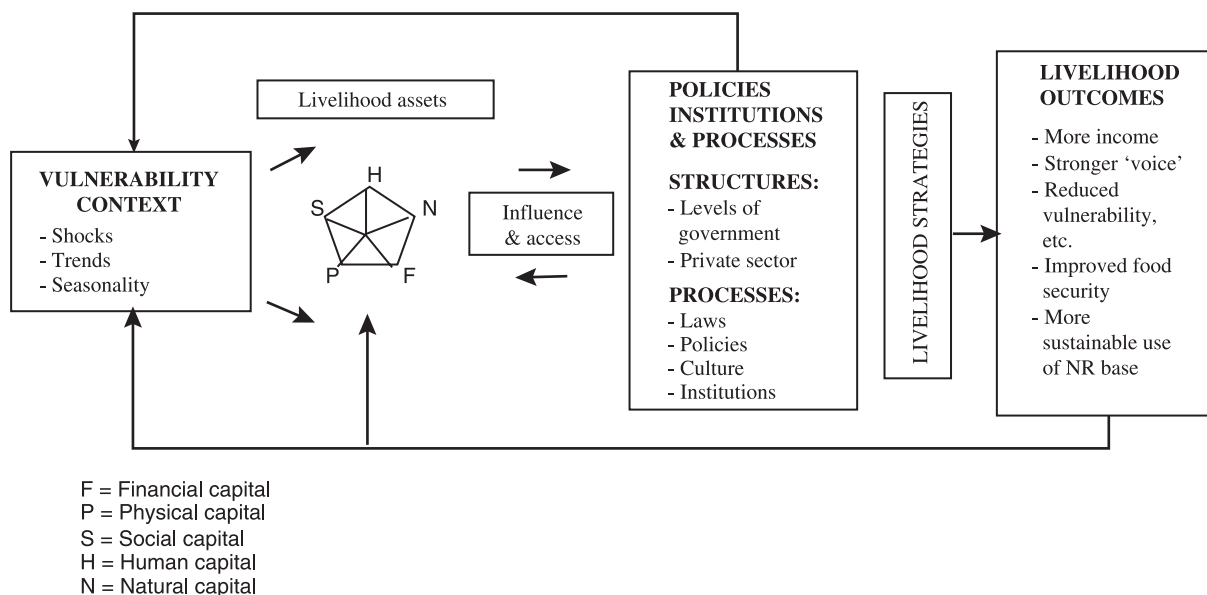 VULNERABILITY
CONTEXT
- Shocks
- Trends
- Seasonality
Livelihood assets
H
S
N
P
F
Influence
& access
POLICIES
INSTITUTIONS
& PROCESSES
STRUCTURES:
- Levels of
government
- Private sector
PROCESSES:
- Laws
- Policies
- Culture
- Institutions
LIVELIHOOD STRATEGIES
LIVELIHOOD
OUTCOMES
- More income
- Stronger ‘voice’
- Reduced
vulnerability,
etc.
- Improved food
security
- More
sustainable use
of NR base
F = Financial capital
P = Physical capital
S = Social capital
H = Human capital
N = Natural capital